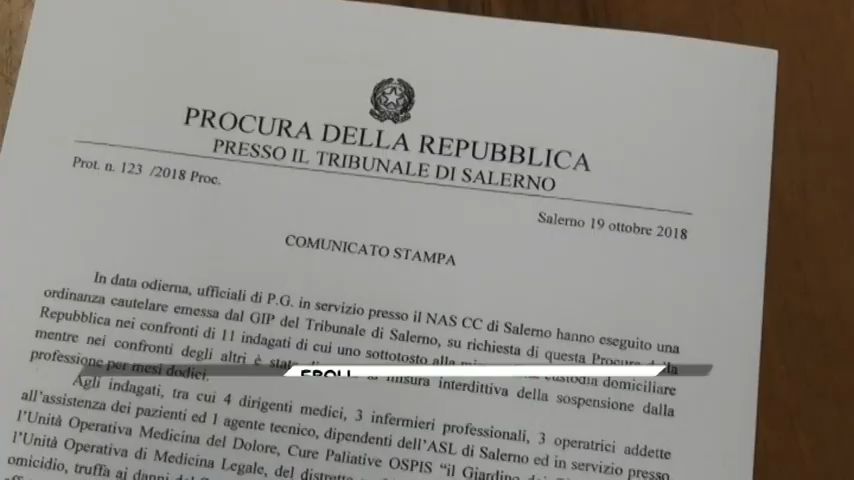 PROCURA DELLA REPUBBLICA
PRESSO IL TRIBUNALE DI SALERNO
Prot. n. 123 /2018 Proc.
Salerno 19 ottobre 2018
COMUNICATO STAMPA
In data odierna, ufficiali di P.G. in servizio presso il NAS CC di Salerno hanno eseguito una
ordinanza cautelare emessa dal GIP del Tribunale di Salerno, su richiesta di questa Procura della
Repubblica nei confronti di 11 indagati di cui uno sottotosto alla custodia domiciliare
mentre nei confronti degli altri è misura interdittiva della sospensione dalla
professione per mesi dodici.
EBOLI
Agli indagati, tra cui 4 dirigenti medici, 3 infermieri professionali, 3 operatrici addette
all'assistenza dei pazienti ed 1 agente tecnico, dipendenti dell'ASL di Salerno ed in servizio presso
l'Unità Operativa Medicina del Dolore, Cure Paliative OSPIS "il Giardino
l'Unità Operativa di Medicina Legale, del
omicidio, truffa ai danni